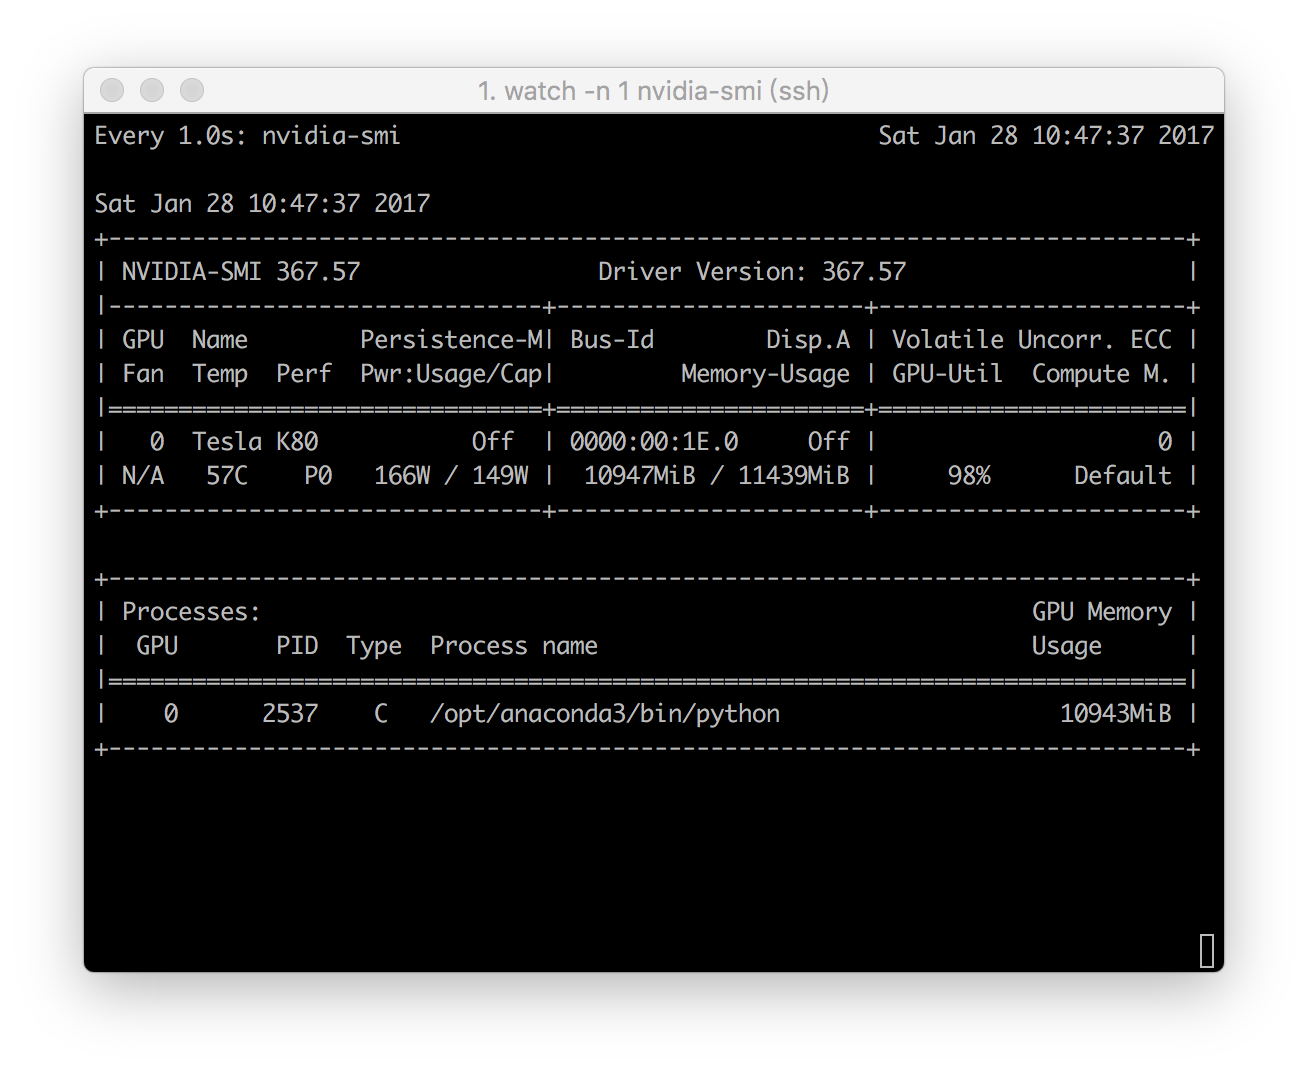 1. watch -n 1 nvidia-smi (ssh)
Every 1.0s: nvidia-smi                                  Sat Jan 28 10:47:37 2017

Sat Jan 28 10:47:37 2017
+-----------------------------------------------------------------------------+
| NVIDIA-SMI 367.57                 Driver Version: 367.57                    |
|-------------------------------+----------------------+----------------------+
| GPU  Name        Persistence-M| Bus-Id        Disp.A | Volatile Uncorr. ECC |
| Fan  Temp  Perf  Pwr:Usage/Cap|         Memory-Usage | GPU-Util  Compute M. |
|===============================+======================+======================|
|   0  Tesla K80           Off  | 0000:00:1E.0     Off |                    0 |
| N/A   57C    P0   166W / 149W |  10947MiB / 11439MiB |     98%      Default |
+-------------------------------+----------------------+----------------------+

+-----------------------------------------------------------------------------+
| Processes:                                                       GPU Memory |
|  GPU       PID  Type  Process name                               Usage      |
|=============================================================================|
|    0      2537    C   /opt/anaconda3/bin/python                    10943MiB |
+-----------------------------------------------------------------------------+